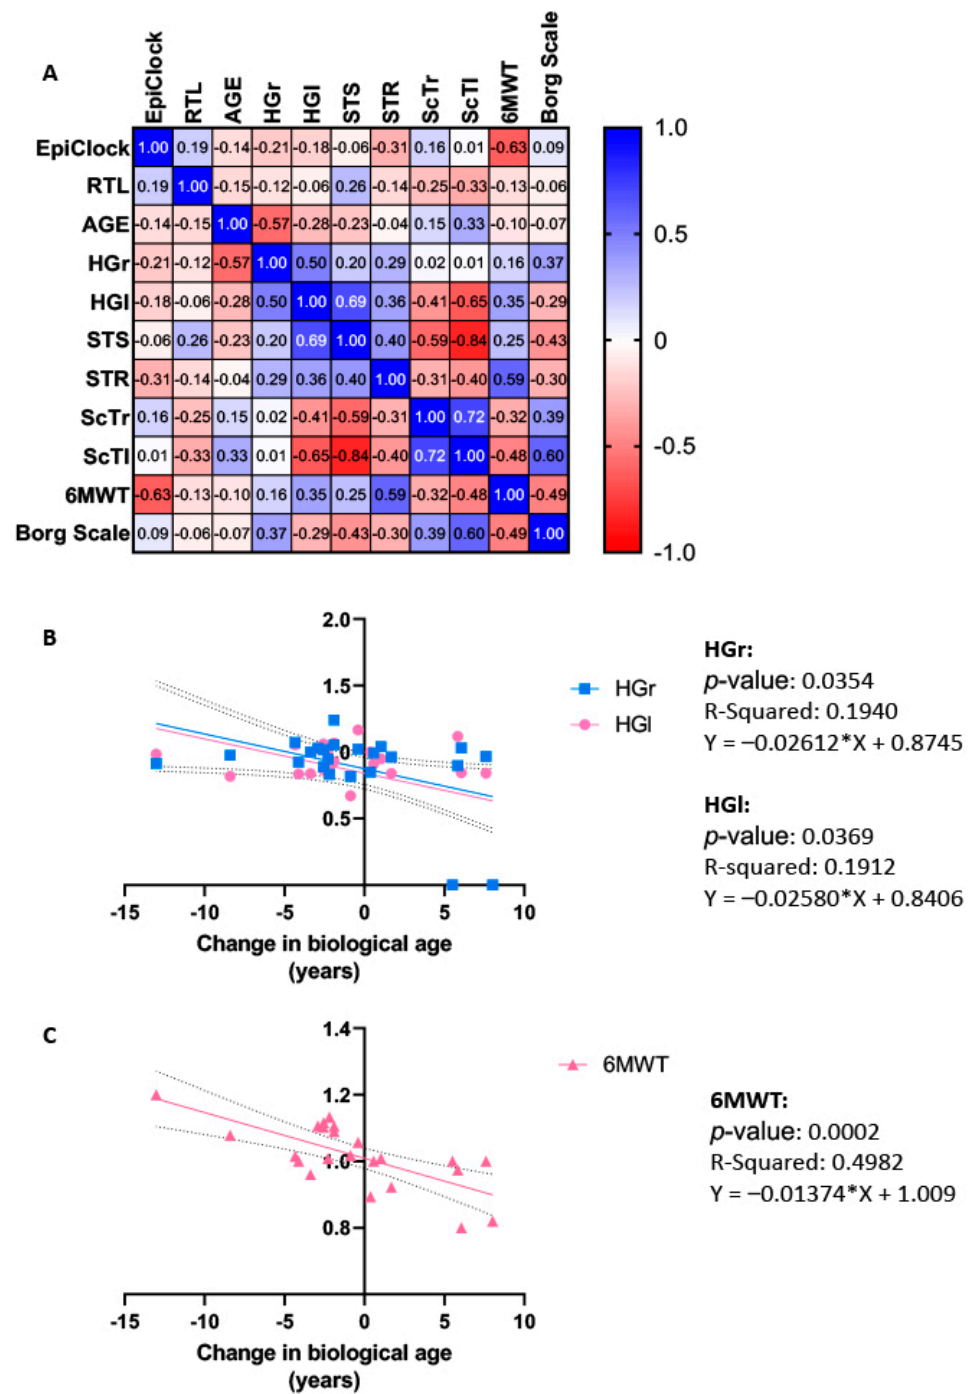 A
EpiClock RTL AGE HGr HGl STS STR ScTr ScTl 6MWT Borg Scale
EpiClock 1.00 0.19 -0.14 -0.21 -0.18 -0.06 -0.31 0.16 0.01 -0.63 0.09
RTL 0.19 1.00 -0.15 -0.12 -0.06 0.26 -0.14 -0.25 -0.33 -0.13 -0.06
AGE -0.14 -0.15 1.00 -0.57 -0.28 -0.23 -0.04 0.15 0.33 -0.10 -0.07
HGr -0.21 -0.12 -0.57 1.00 0.50 0.20 0.29 0.02 0.01 0.16 0.37
HGl -0.18 -0.06 -0.28 0.50 1.00 0.69 0.36 -0.41 -0.65 0.35 -0.29
STS -0.06 0.26 -0.23 0.20 0.69 1.00 0.40 -0.59 -0.84 0.25 -0.43
STR -0.31 -0.14 -0.04 0.29 0.36 0.40 1.00 -0.31 -0.40 0.59 -0.30
ScTr 0.16 -0.25 0.15 0.02 -0.41 -0.59 -0.31 1.00 0.72 -0.32 0.39
ScTl 0.01 -0.33 0.33 0.01 -0.65 -0.84 -0.40 0.72 1.00 -0.48 0.60
6MWT -0.63 -0.13 -0.10 0.16 0.35 0.25 0.59 -0.32 -0.48 1.00 -0.49
Borg Scale 0.09 -0.06 -0.07 0.37 -0.29 -0.43 -0.30 0.39 0.60 -0.49 1.00
1.0
0.5
0
-0.5
-1.0
B
2.0
1.5
0.5
-15 -10 -5 0 5 10
Change in biological age
(years)
HGr
HGl
HGr:
p-value: 0.0354
R-Squared: 0.1940
Y = −0.02612*X + 0.8745
HGl:
p-value: 0.0369
R-squared: 0.1912
Y = −0.02580*X + 0.8406
C
1.4
1.2
1.0
0.8
-15 -10 -5 0 5 10
Change in biological age
(years)
6MWT
6MWT:
p-value: 0.0002
R-Squared: 0.4982
Y = −0.01374*X + 1.009